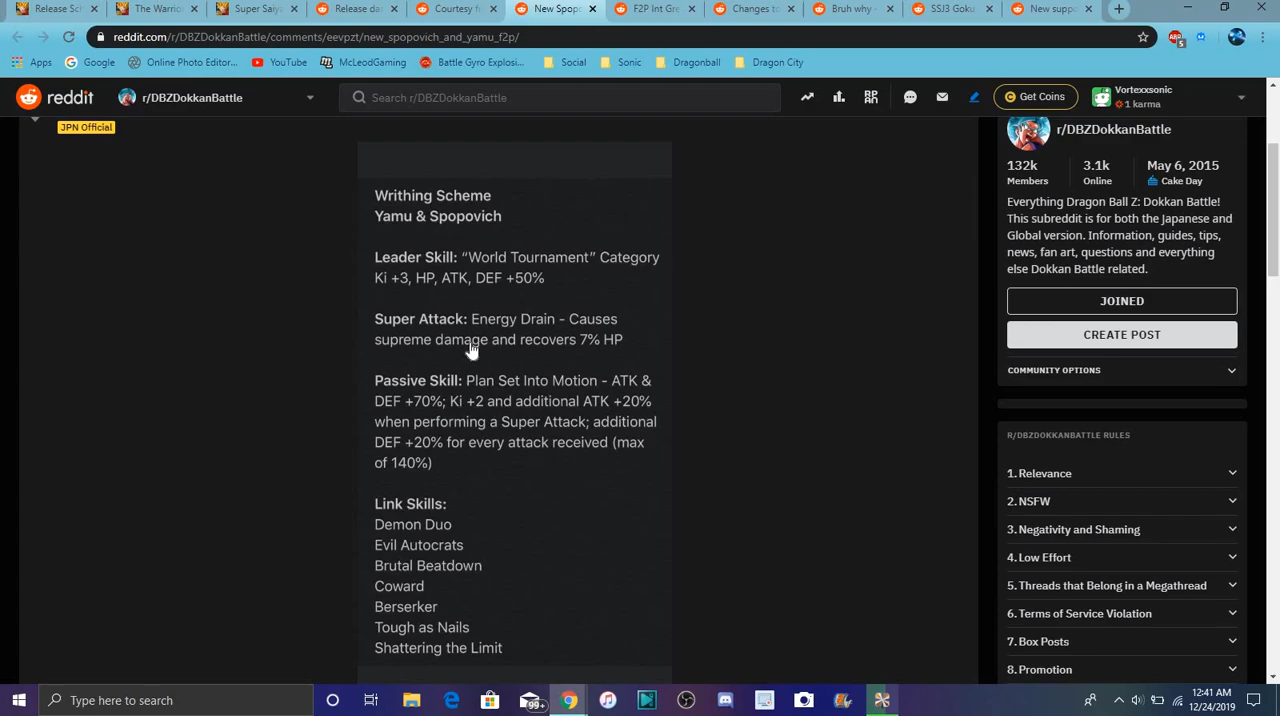 Release Sch
The Warrior
Super Saiya
Release dat
Courtesy f
New Spopo
F2P Int Gre
Changes to
Bruh why -
SSJ3 Goku
New suppo
reddit.com/r/DBZDokkanBattle/comments/eevpzt/new_spopovich_and_yamu_f2p/
5
Apps
Google
Online Photo Editor...
YouTube
McLeodGaming
Battle Gyro Explosi...
Social
Sonic
Dragonball
Dragon City
reddit
r/DBZDokkanBattle
Search r/DBZDokkanBattle
Get Coins
Vortexxsonic
1 karma
JPN Official
Writhing Scheme
Yamu & Spopovich
Leader Skill: “World Tournament” Category
Ki +3, HP, ATK, DEF +50%
Super Attack: Energy Drain - Causes
supreme damage and recovers 7% HP
Passive Skill: Plan Set Into Motion - ATK &
DEF +70%; Ki +2 and additional ATK +20%
when performing a Super Attack; additional
DEF +20% for every attack received (max
of 140%)
Link Skills:
Demon Duo
Evil Autocrats
Brutal Beatdown
Coward
Berserker
Tough as Nails
Shattering the Limit
r/DBZDokkanBattle
132k
3.1k
May 6, 2015
Members
Online
Cake Day
Everything Dragon Ball Z: Dokkan Battle!
This subreddit is for both the Japanese and
Global version. Information, guides, tips,
news, fan art, questions and everything
else Dokkan Battle related.
JOINED
CREATE POST
COMMUNITY OPTIONS
R/DBZDOKKANBATTLE RULES
1. Relevance
2. NSFW
3. Negativity and Shaming
4. Low Effort
5. Threads that Belong in a Megathread
6. Terms of Service Violation
7. Box Posts
8. Promotion
Type here to search
99+
12:41 AM
12/24/2019